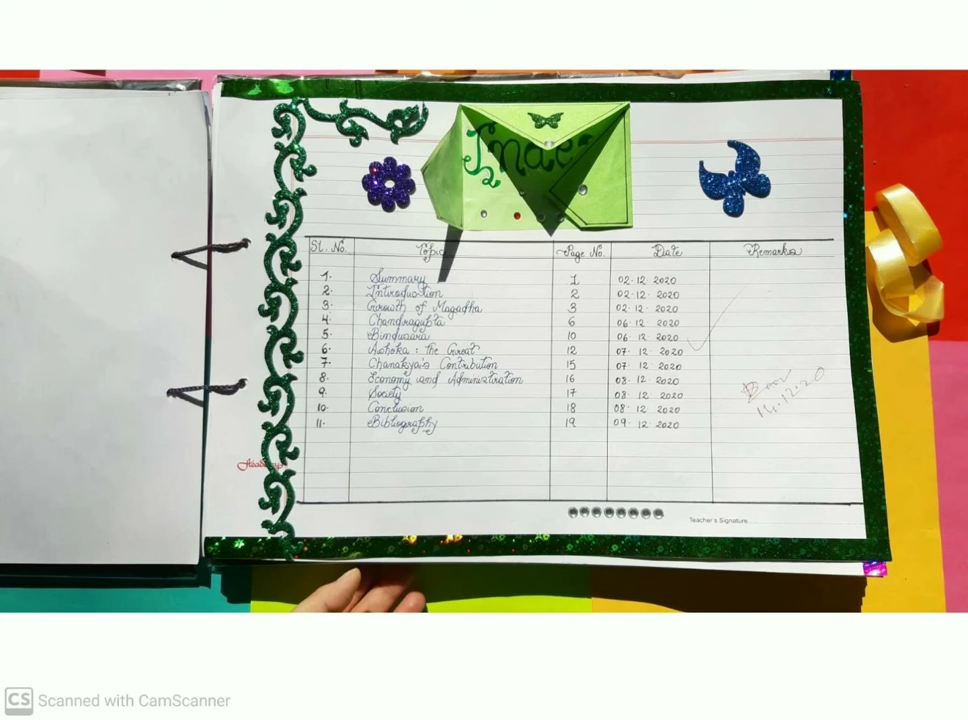 Index
Sl. No. Topic Page No. Date Remarks
1. Summary 1 02.12.2020
2. Introduction 2 02.12.2020
3. Growth of Magadha 3 02.12.2020
4. Chandragupta 6 06.12.2020
5. Bindusara 10 06.12.2020
6. Ashoka : the Great 12 07.12.2020
7. Chanakya's Contribution 15 07.12.2020
8. Economy and Administration 16 08.12.2020
9. Society 17 08.12.2020
10. Conclusion 18 08.12.2020
11. Bibliography 19 09.12.2020
14.12.20
Teacher's Signature
CS Scanned with CamScanner